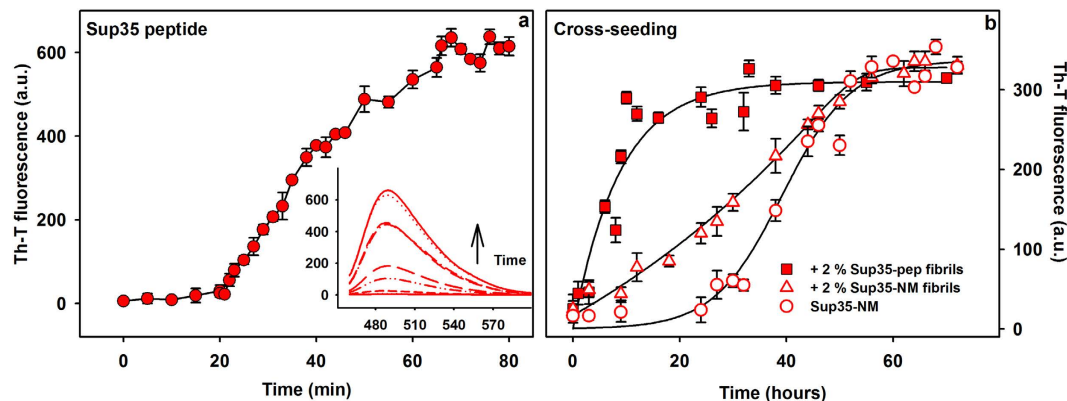 Sup35 peptide
a
600
400
200
0
Th-T fluorescence (a.u.)
600
400
200
0
480 510 540 570
Time
0 20 40 60 80
Time (min)
Cross-seeding
b
300
200
100
0
Th-T fluorescence (a.u.)
+ 2 % Sup35-pep fibrils
+ 2 % Sup35-NM fibrils
Sup35-NM
0 20 40 60
Time (hours)